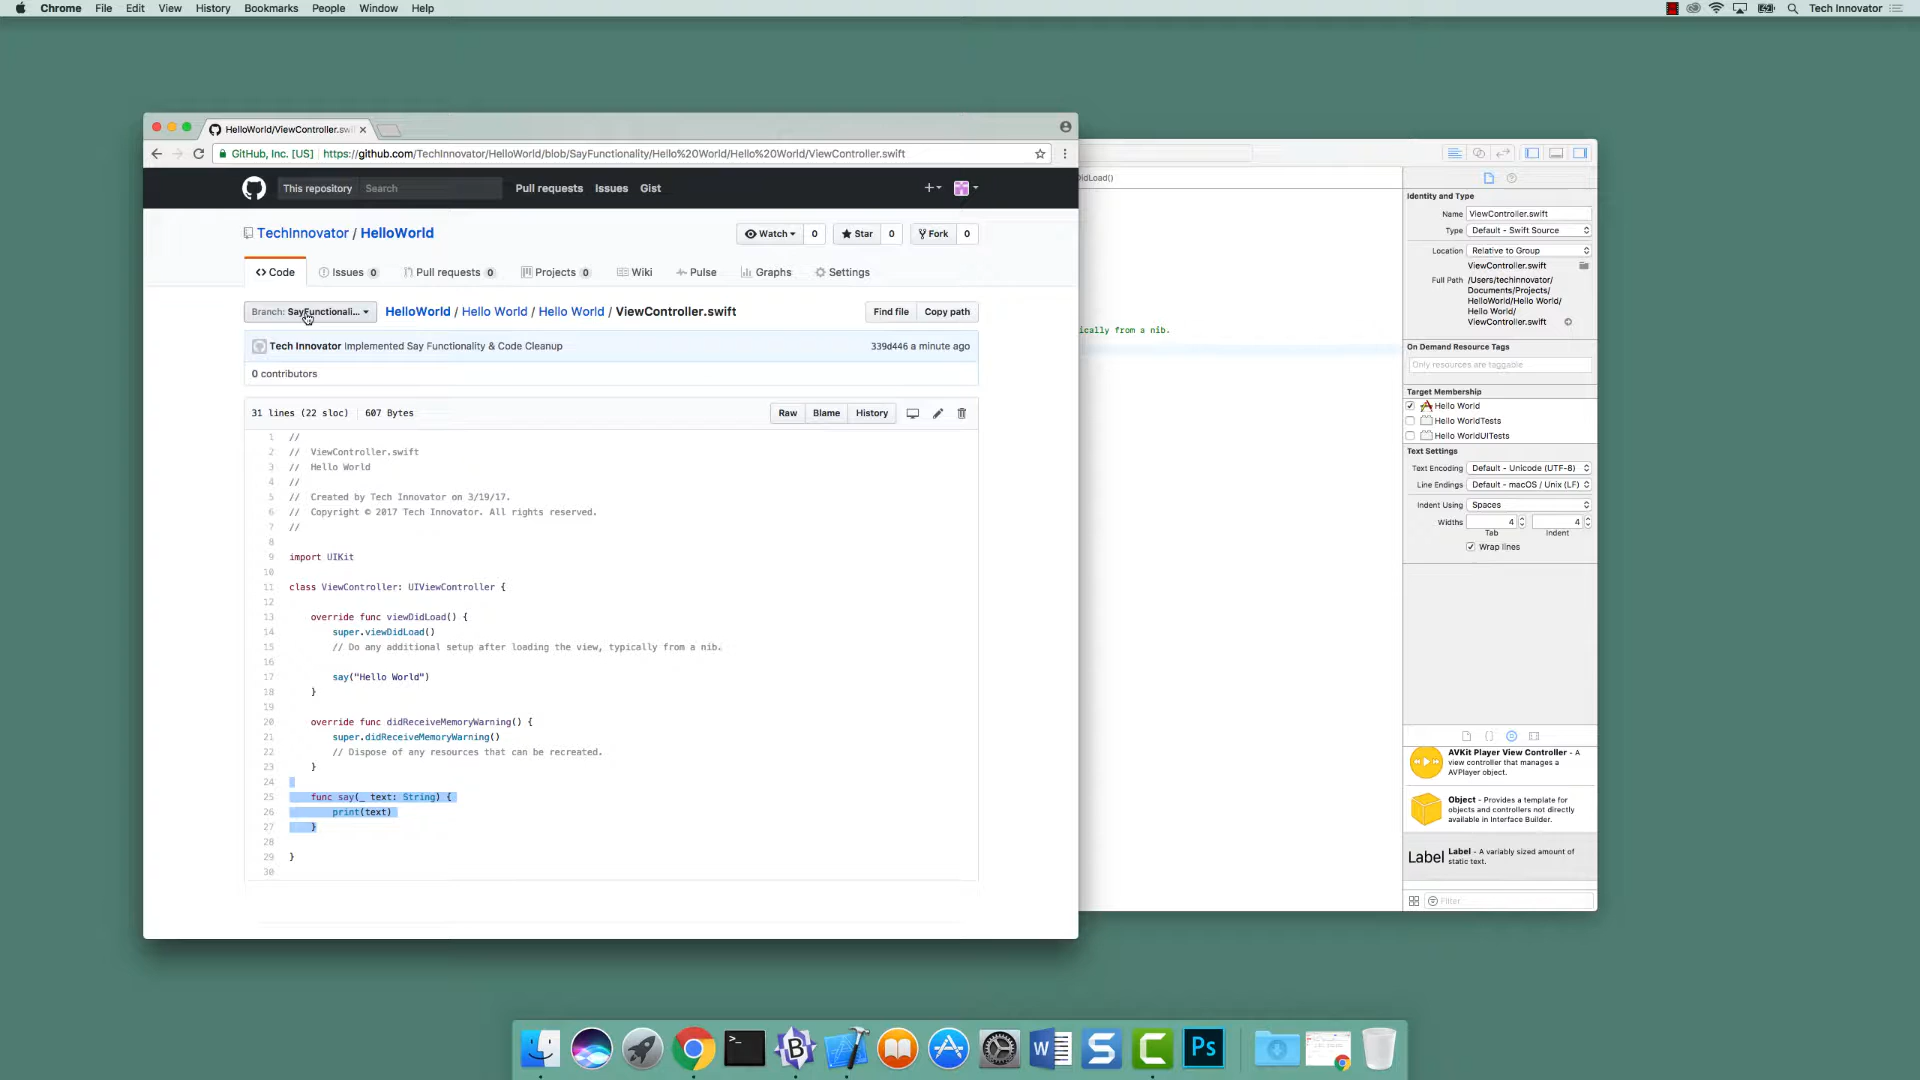 Chrome File Edit View History Bookmarks People Window Help
Tech Innovator
HelloWorld/ViewController.swi
GitHub, Inc. [US] https://github.com/TechInnovator/HelloWorld/blob/SayFunctionality/Hello%20World/Hello%20World/ViewController.swift
This repository Search Pull requests Issues Gist
TechInnovator / HelloWorld
Watch 0 Star 0 Fork 0
Code Issues 0 Pull requests 0 Projects 0 Wiki Pulse Graphs Settings
Branch: SayFunctionali... HelloWorld / Hello World / Hello World / ViewController.swift Find file Copy path
Tech Innovator Implemented Say Functionality & Code Cleanup 339d446 a minute ago
0 contributors
31 lines (22 sloc) 607 Bytes Raw Blame History
1 //
2 // ViewController.swift
3 // Hello World
4 //
5 // Created by Tech Innovator on 3/19/17.
6 // Copyright © 2017 Tech Innovator. All rights reserved.
7 //
8
9 import UIKit
10
11 class ViewController: UIViewController {
12
13 override func viewDidLoad() {
14 super.viewDidLoad()
15 // Do any additional setup after loading the view, typically from a nib.
16
17 say("Hello World")
18 }
19
20 override func didReceiveMemoryWarning() {
21 super.didReceiveMemoryWarning()
22 // Dispose of any resources that can be recreated.
23 }
24
25 func say(_ text: String) {
26 print(text)
27 }
28
29 }
30
idLoad()
ically from a nib.
Identity and Type
Name ViewController.swift
Type Default - Swift Source
Location Relative to Group
ViewController.swift
Full Path /Users/techinnovator/
Documents/Projects/
HelloWorld/Hello World/
Hello World/
ViewController.swift
On Demand Resource Tags
Only resources are taggable
Target Membership
Hello World
Hello WorldTests
Hello WorldUITests
Text Settings
Text Encoding Default - Unicode (UTF-8)
Line Endings Default - macOS / Unix (LF)
Indent Using Spaces
Widths 4 4
Tab Indent
Wrap lines
AVKit Player View Controller - A
view controller that manages a
AVPlayer object.
Object - Provides a template for
objects and controllers not directly
available in Interface Builder.
Label Label - A variably sized amount of
static text.
Filter
>_ B W S C Ps